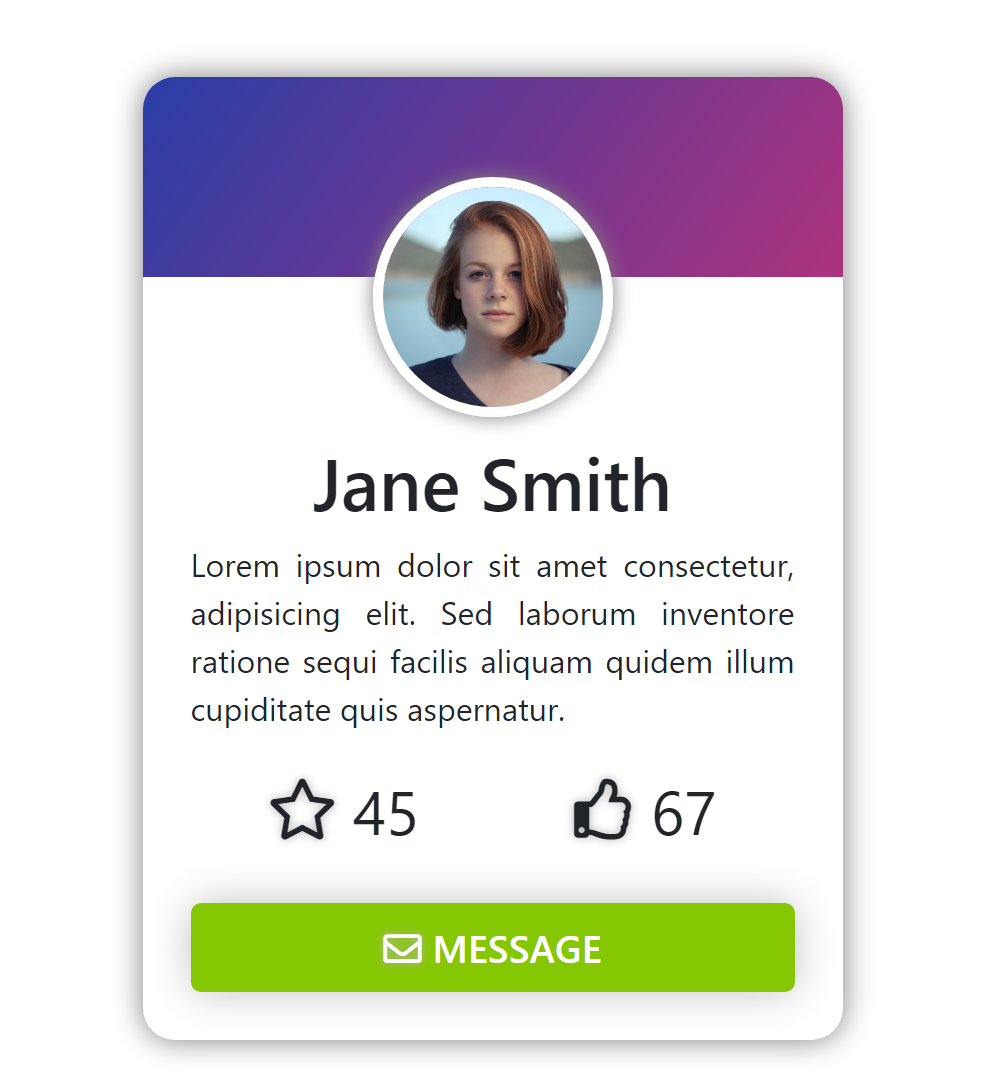 Jane Smith
Lorem ipsum dolor sit amet consectetur,
adipisicing elit. Sed laborum inventore
ratione sequi facilis aliquam quidem illum
cupiditate quis aspernatur.
45 67
MESSAGE